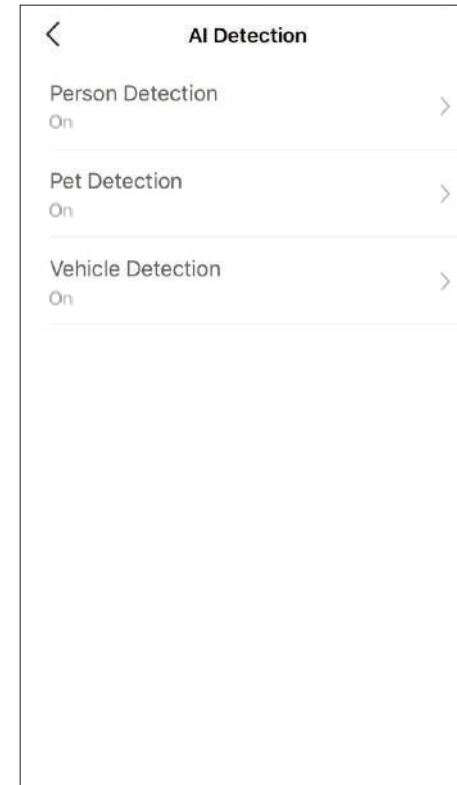 AI Detection
Person Detection
On
Pet Detection
On
Vehicle Detection
On